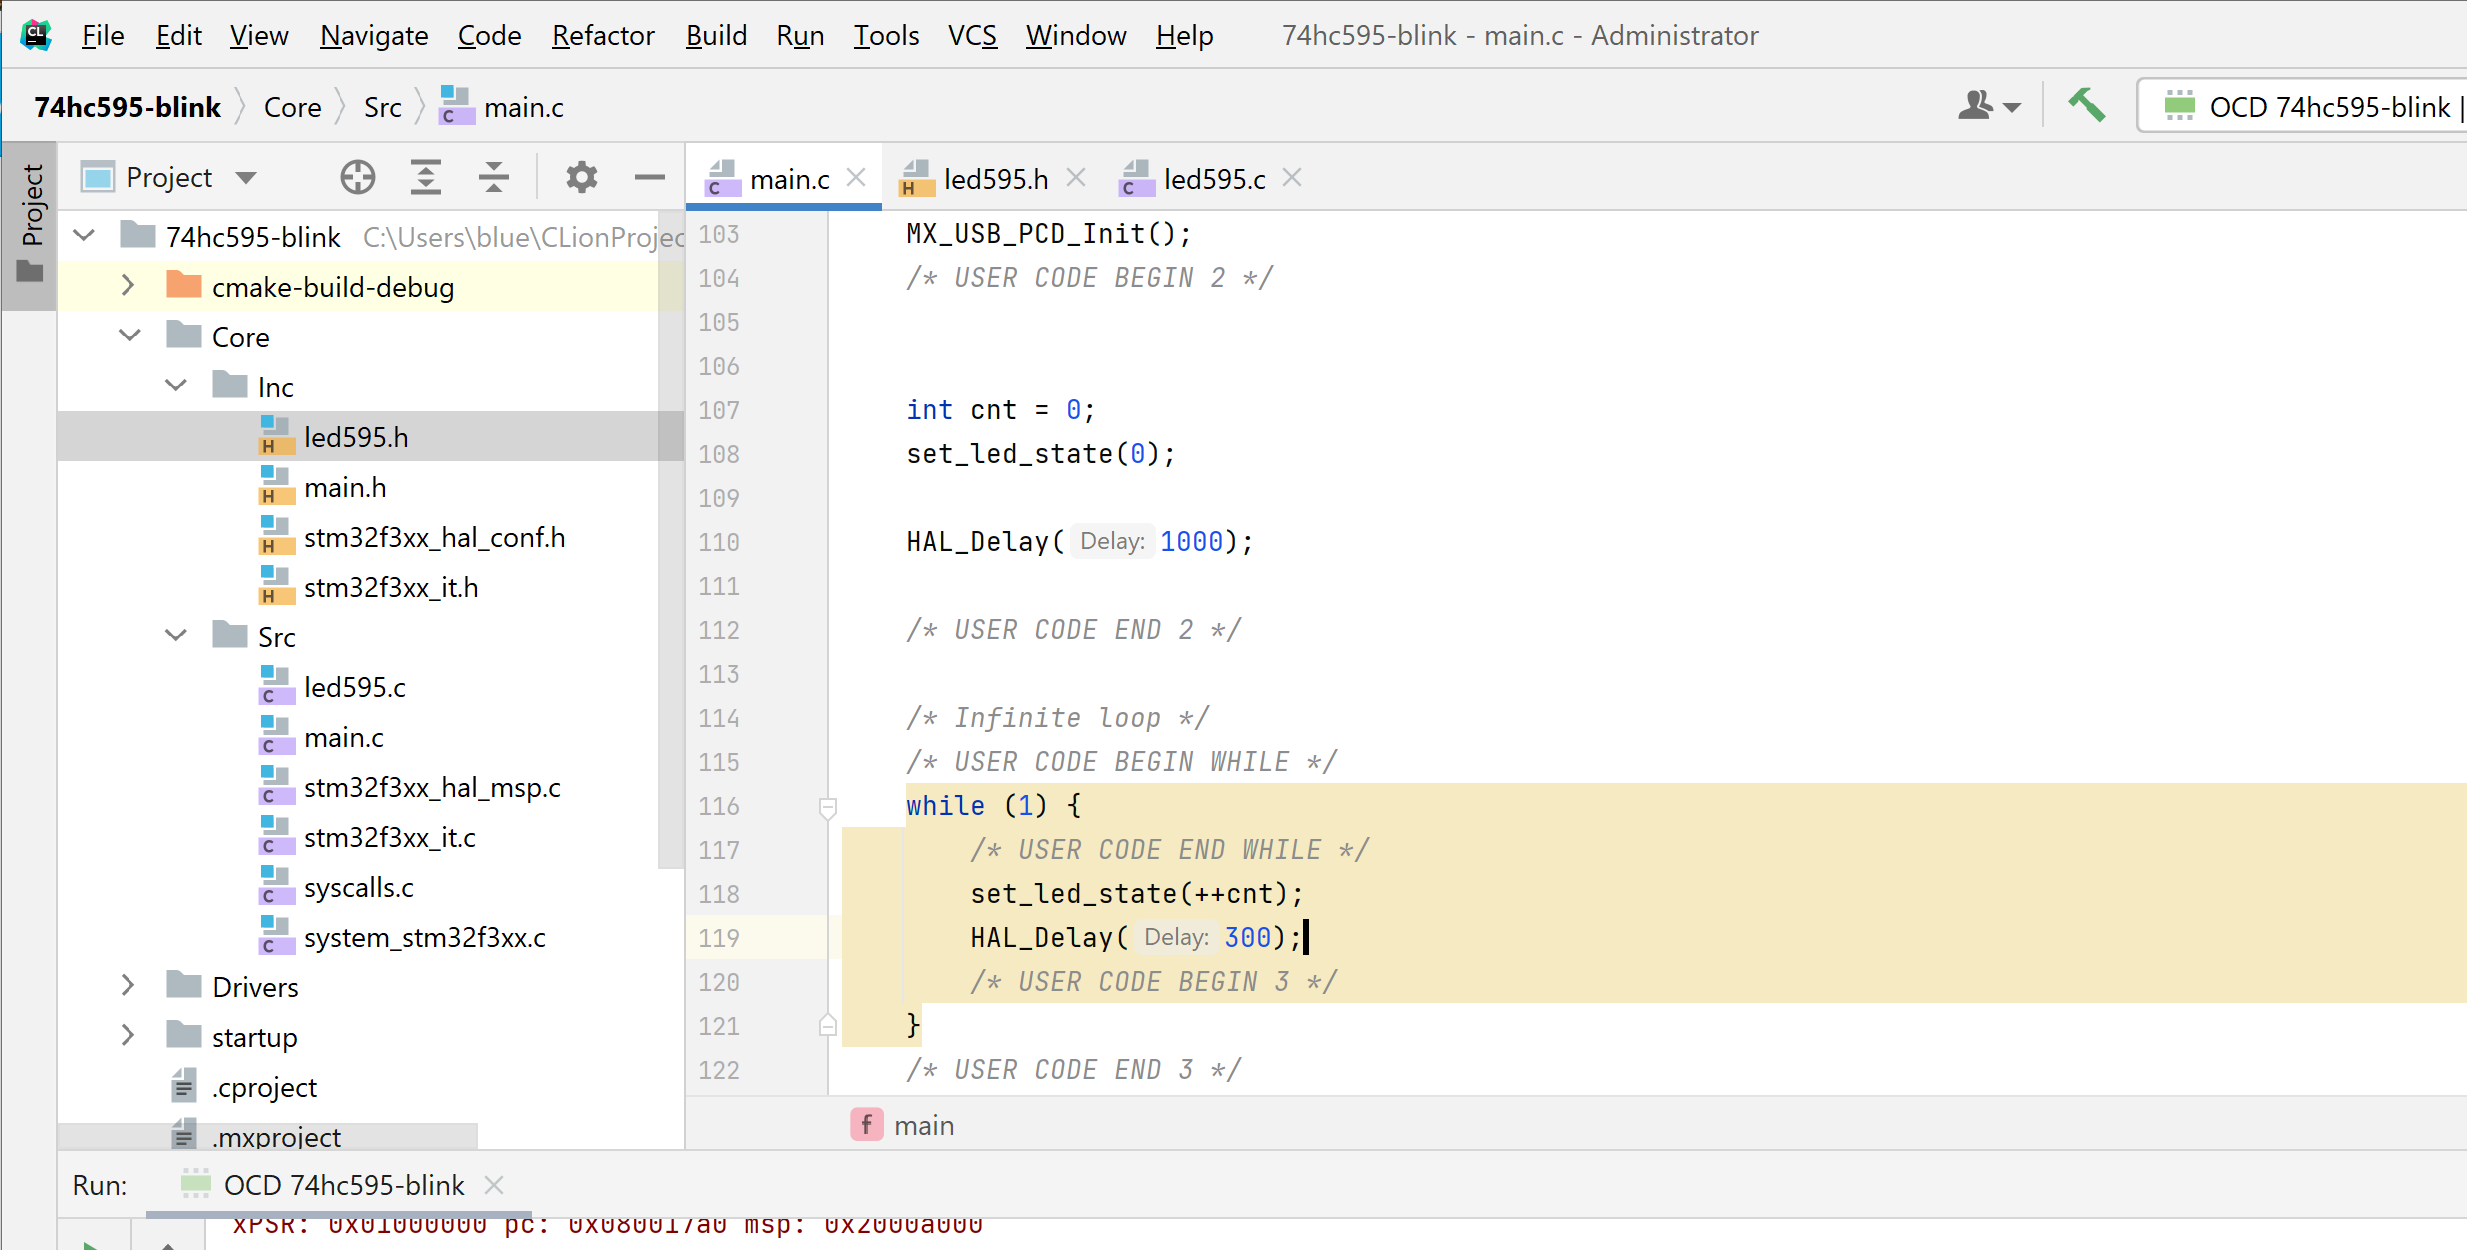 File Edit View Navigate Code Refactor Build Run Tools VCS Window Help 74hc595-blink - main.c - Administrator
74hc595-blink Core Src main.c OCD 74hc595-blink |
Project
Project main.c led595.h led595.c
74hc595-blink C:\Users\blue\CLionProjec
cmake-build-debug
Core
Inc
led595.h
main.h
stm32f3xx_hal_conf.h
stm32f3xx_it.h
Src
led595.c
main.c
stm32f3xx_hal_msp.c
stm32f3xx_it.c
syscalls.c
system_stm32f3xx.c
Drivers
startup
.cproject
.mxproject
103 MX_USB_PCD_Init();
104 /* USER CODE BEGIN 2 */
105
106
107 int cnt = 0;
108 set_led_state(0);
109
110 HAL_Delay( Delay: 1000);
111
112 /* USER CODE END 2 */
113
114 /* Infinite loop */
115 /* USER CODE BEGIN WHILE */
116 while (1) {
117 /* USER CODE END WHILE */
118 set_led_state(++cnt);
119 HAL_Delay( Delay: 300);
120 /* USER CODE BEGIN 3 */
121 }
122 /* USER CODE END 3 */
f main
Run: OCD 74hc595-blink
xPSR: 0x01000000 pc: 0x080017a0 msp: 0x2000a000